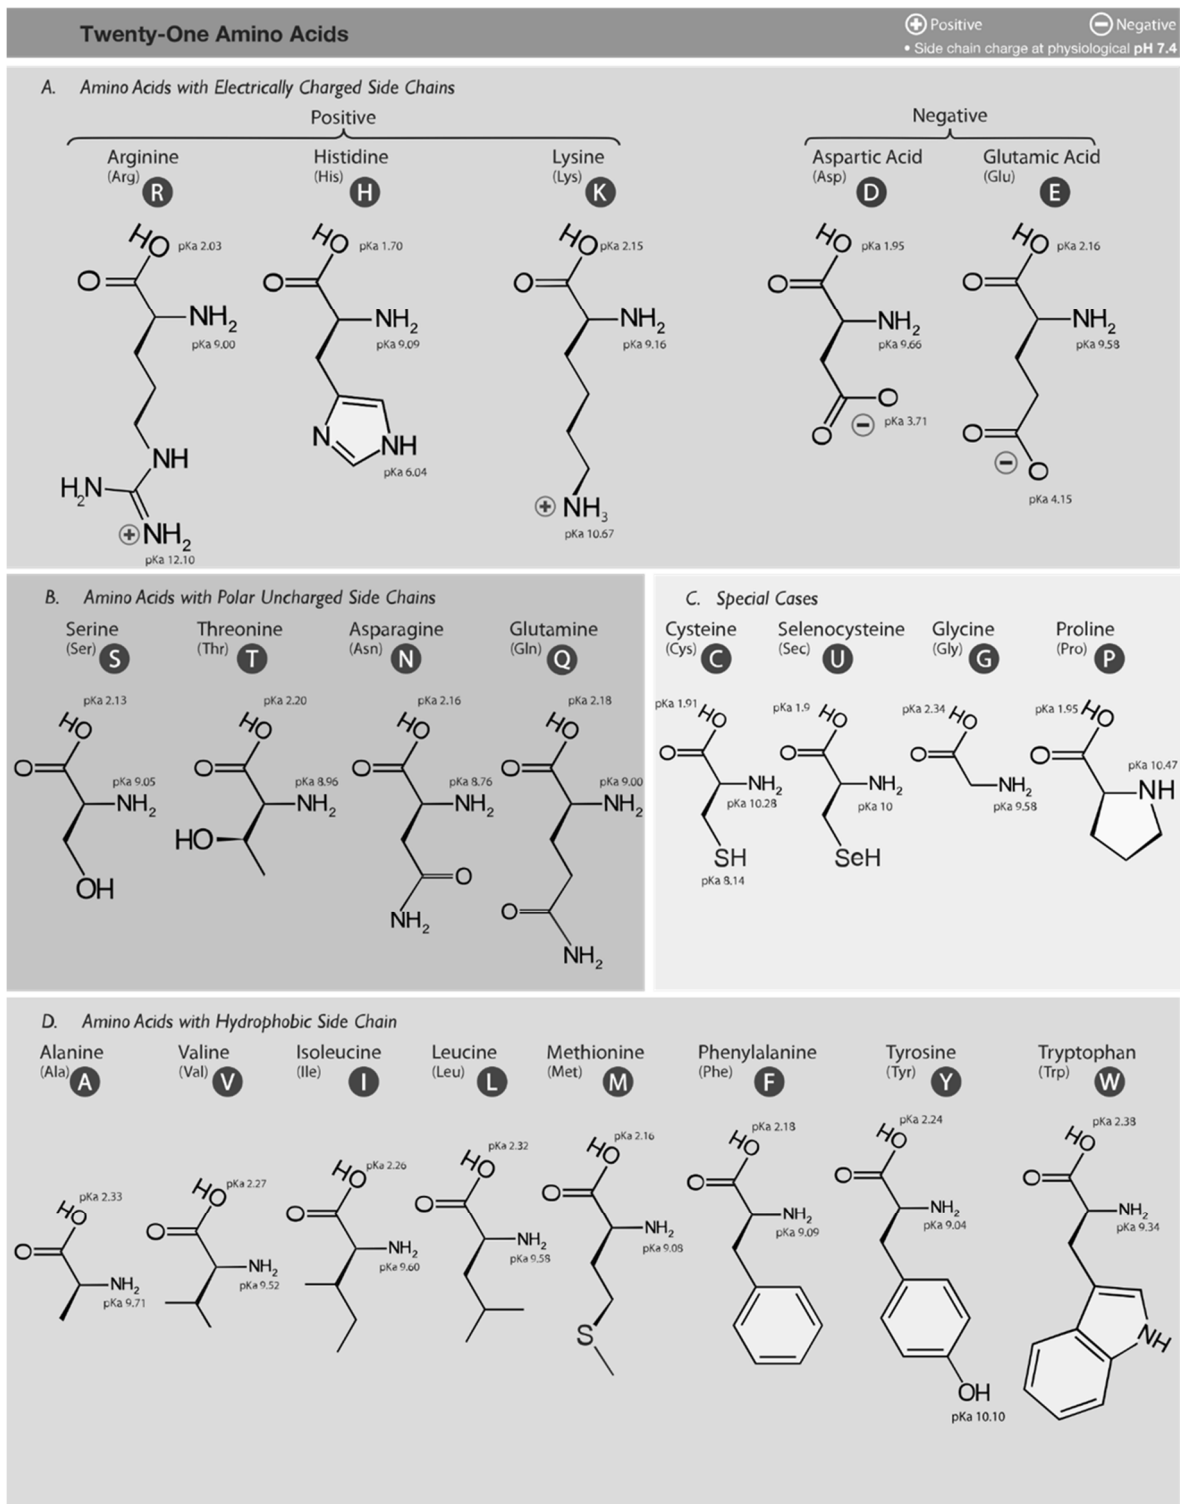 Twenty-One Amino Acids
+ Positive − Negative
• Side chain charge at physiological pH 7.4
A. Amino Acids with Electrically Charged Side Chains
Positive
Negative
Arginine
(Arg) R
Histidine
(His) H
Lysine
(Lys) K
Aspartic Acid
(Asp) D
Glutamic Acid
(Glu) E
HO pKa 2.03
O
NH2
pKa 9.00
NH
H2N
+ NH2
pKa 12.10
HO pKa 1.70
O
NH2
pKa 9.09
N
NH
pKa 6.04
HO pKa 2.15
O
NH2
pKa 9.16
+ NH3
pKa 10.67
HO pKa 1.95
O
NH2
pKa 9.66
O
O − pKa 3.71
HO pKa 2.16
O
NH2
pKa 9.58
O
− O
pKa 4.15
B. Amino Acids with Polar Uncharged Side Chains
Serine
(Ser) S
Threonine
(Thr) T
Asparagine
(Asn) N
Glutamine
(Gln) Q
pKa 2.13
HO
O
pKa 9.05
NH2
OH
pKa 2.20
HO
O
pKa 8.96
NH2
HO
pKa 2.16
HO
O
pKa 8.76
NH2
O
NH2
pKa 2.18
HO
O
pKa 9.00
NH2
O
NH2
C. Special Cases
Cysteine
(Cys) C
Selenocysteine
(Sec) U
Glycine
(Gly) G
Proline
(Pro) P
pKa 1.91 HO
O
NH2
pKa 10.28
SH
pKa 8.14
pKa 1.9 HO
O
NH2
pKa 10
SeH
pKa 2.34 HO
O
NH2
pKa 9.58
pKa 1.95 HO
O
pKa 10.47
NH
D. Amino Acids with Hydrophobic Side Chain
Alanine
(Ala) A
Valine
(Val) V
Isoleucine
(Ile) I
Leucine
(Leu) L
Methionine
(Met) M
Phenylalanine
(Phe) F
Tyrosine
(Tyr) Y
Tryptophan
(Trp) W
pKa 2.33
HO
O
NH2
pKa 9.71
pKa 2.27
HO
O
NH2
pKa 9.52
pKa 2.26
HO
O
NH2
pKa 9.60
pKa 2.32
HO
O
NH2
pKa 9.58
pKa 2.16
HO
O
NH2
pKa 9.08
S
pKa 2.18
HO
O
NH2
pKa 9.09
pKa 2.24
HO
O
NH2
pKa 9.04
OH
pKa 10.10
pKa 2.38
HO
O
NH2
pKa 9.34
NH